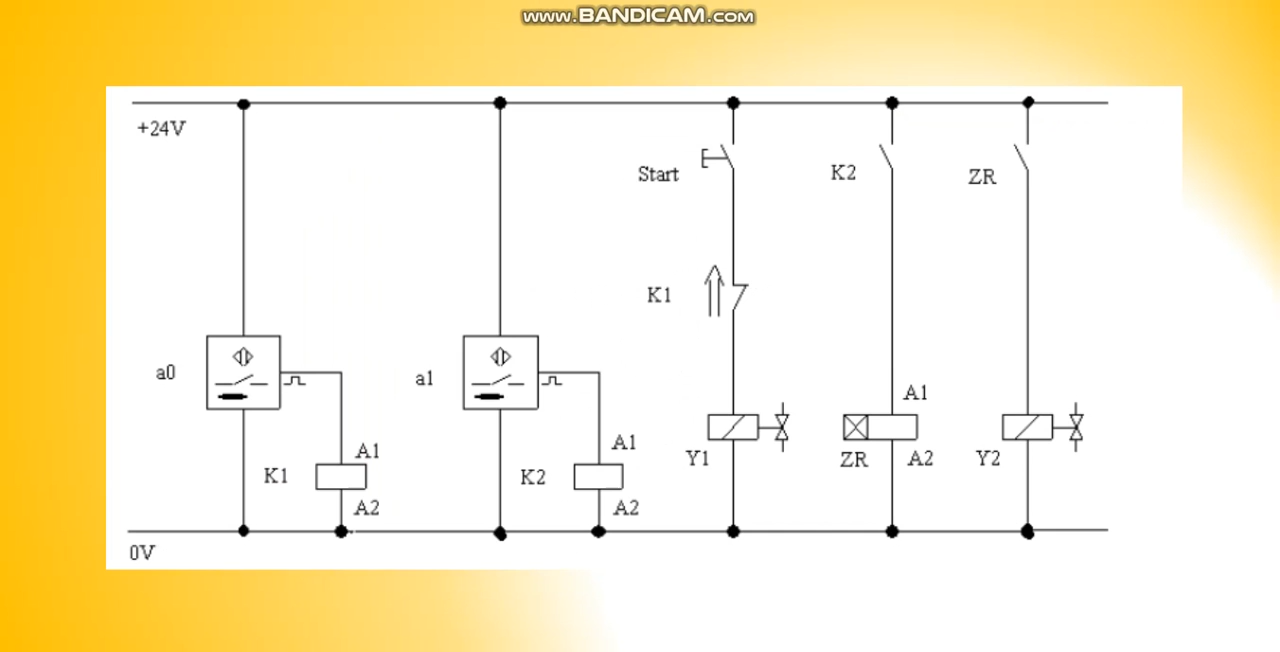 www.BANDICAM.com
+24V
Start
K2
ZR
K1
a0
a1
A1
A1
A1
K1
A2
K2
A2
Y1
ZR
A2
Y2
0V